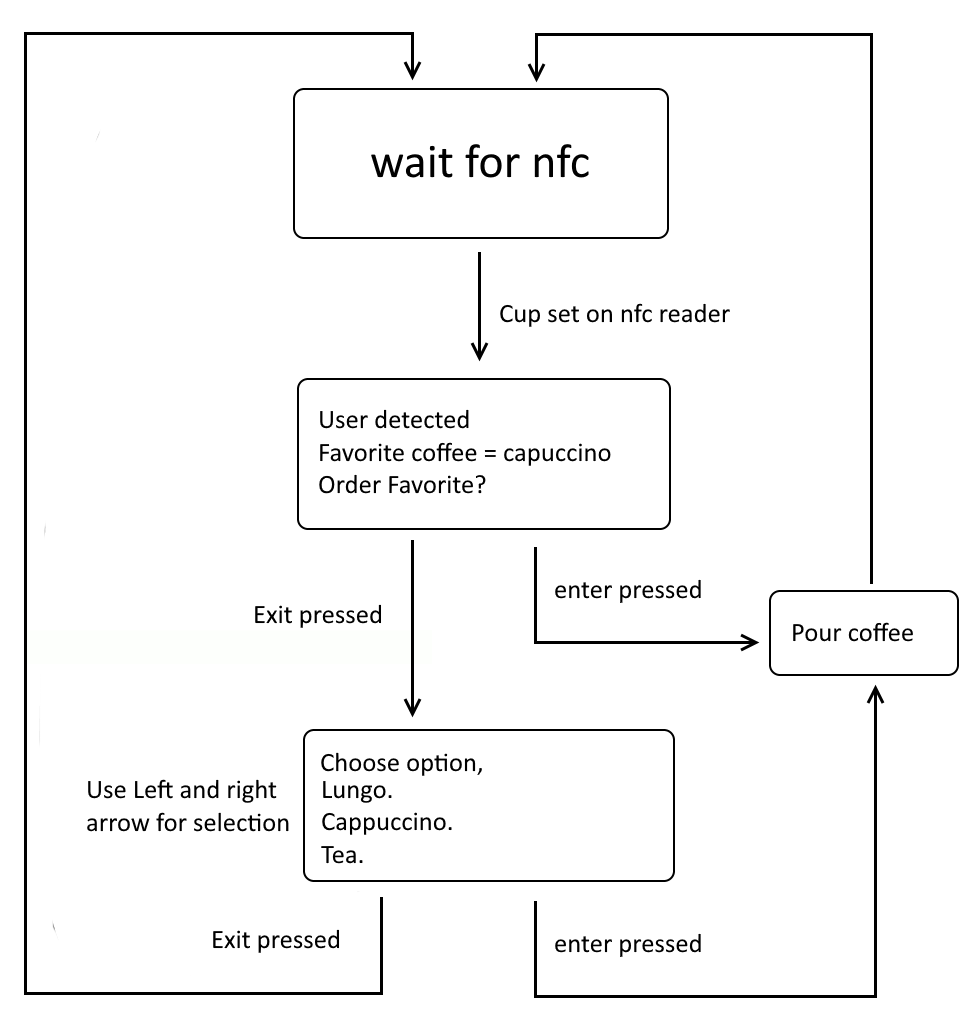 wait for nfc
Cup set on nfc reader
User detected
Favorite coffee = capuccino
Order Favorite?
Exit pressed
enter pressed
Pour coffee
Use Left and right
arrow for selection
Choose option,
Lungo.
Cappuccino.
Tea.
Exit pressed
enter pressed